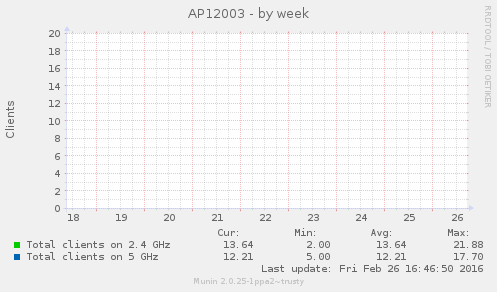 AP12003 - by week
RRDTOOL / TOBI OETIKER
Clients
20
18
16
14
12
10
8
6
4
2
0
18 19 20 21 22 23 24 25 26
Cur: Min: Avg: Max:
Total clients on 2.4 GHz 13.64 2.00 13.64 21.88
Total clients on 5 GHz 12.21 5.00 12.21 17.70
Last update: Fri Feb 26 16:46:50 2016
Munin 2.0.25-1ppa2~trusty